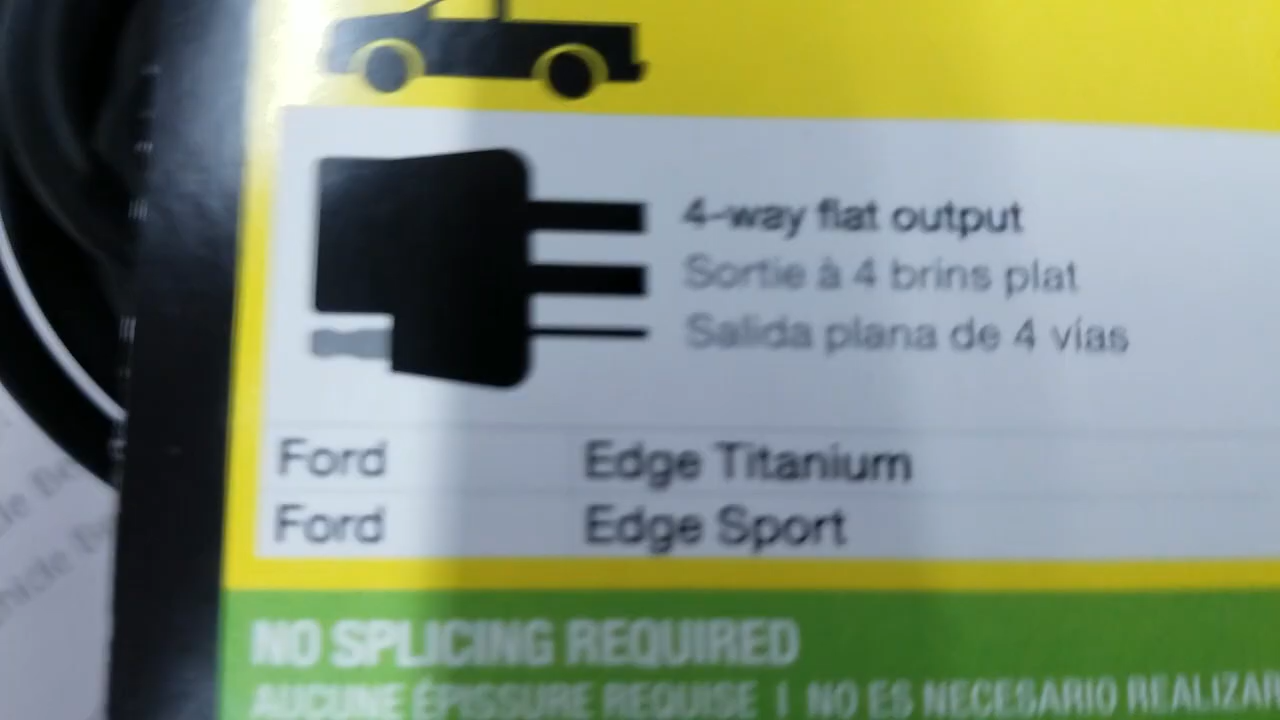 4-way flat output
Sortie à 4 brins plat
Salida plana de 4 vías
Ford Edge Titanium
Ford Edge Sport
NO SPLICING REQUIRED
AUCUNE ÉPISSURE REQUISE | NO ES NECESARIO REALIZAR